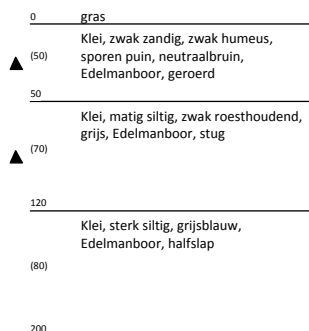 0 gras
Klei, zwak zandig, zwak humeus,
(50) sporen puin, neutraalbruin,
Edelmanboor, geroerd
50
Klei, matig siltig, zwak roesthoudend,
grijs, Edelmanboor, stug
(70)
120
Klei, sterk siltig, grijsblauw,
Edelmanboor, halfslap
(80)
200